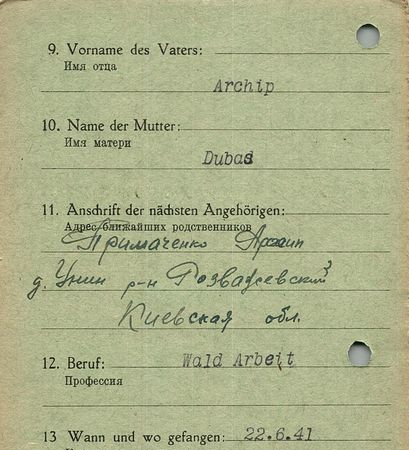 9. Vorname des Vaters:
Имя отца
Archip
10. Name der Mutter:
Имя матери
Dubas
11. Anschrift der nächsten Angehörigen:
Адрес ближайших родственников
Примаченко Архип
д. Унин р-н Розважевский
Киевская обл.
12. Beruf:
Wald Arbeit
Профессия
13 Wann und wo gefangen: 22.6.41